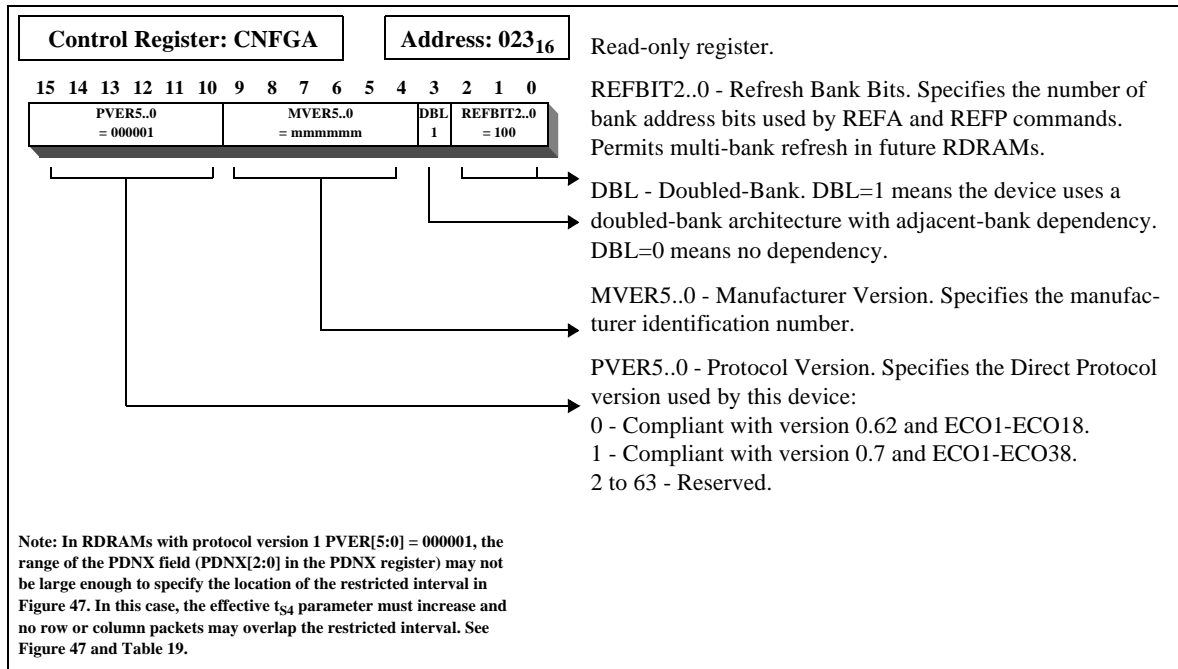 Control Register: CNFGA
Address: 023₁₆
15 14 13 12 11 10 9 8 7 6 5 4 3 2 1 0
PVER5..0
= 000001
MVER5..0
= mmmmmm
DBL
1
REFBIT2..0
= 100
Read-only register.
REFBIT2..0 - Refresh Bank Bits. Specifies the number of
bank address bits used by REFA and REFP commands.
Permits multi-bank refresh in future RDRAMs.
DBL - Doubled-Bank. DBL=1 means the device uses a
doubled-bank architecture with adjacent-bank dependency.
DBL=0 means no dependency.
MVER5..0 - Manufacturer Version. Specifies the manufac-
turer identification number.
PVER5..0 - Protocol Version. Specifies the Direct Protocol
version used by this device:
0 - Compliant with version 0.62 and ECO1-ECO18.
1 - Compliant with version 0.7 and ECO1-ECO38.
2 to 63 - Reserved.
Note: In RDRAMs with protocol version 1 PVER[5:0] = 000001, the
range of the PDNX field (PDNX[2:0] in the PDNX register) may not
be large enough to specify the location of the restricted interval in
Figure 47. In this case, the effective tS4 parameter must increase and
no row or column packets may overlap the restricted interval. See
Figure 47 and Table 19.